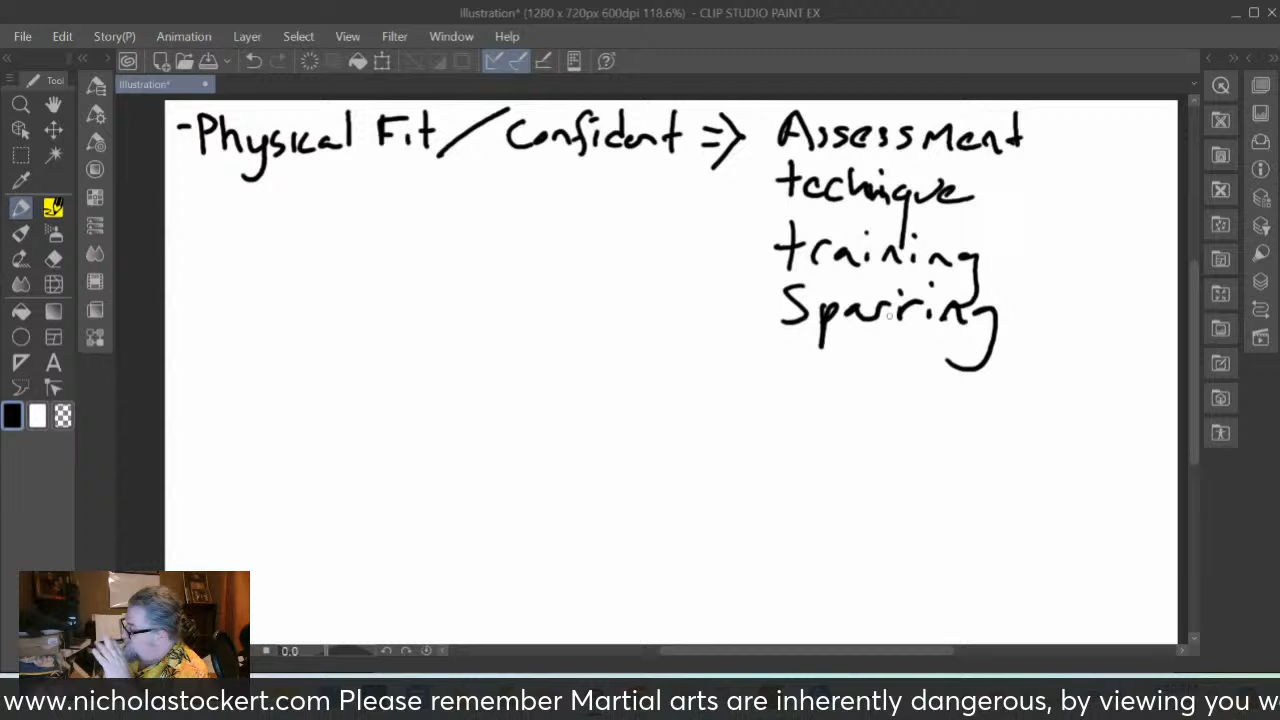 Illustration* (1280 x 720px 600dpi 118.6%) - CLIP STUDIO PAINT EX
File Edit Story(P) Animation Layer Select View Filter Window Help
Tool
Illustration*
-Physical Fit/Confident => Assessment
technique
training
Sparring
0:0
www.nicholastockert.com Please remember Martial arts are inherently dangerous, by viewing you w